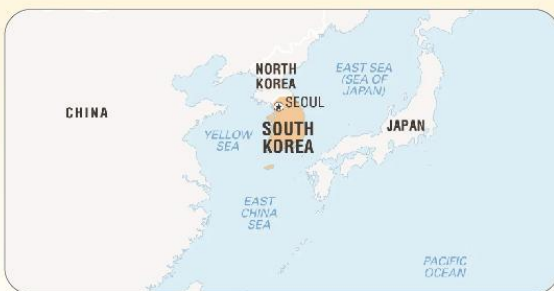 NORTH
KOREA
EAST SEA
(SEA OF
JAPAN)
CHINA
SEOUL
YELLOW
SEA
SOUTH
KOREA
JAPAN
EAST
CHINA
SEA
PACIFIC
OCEAN